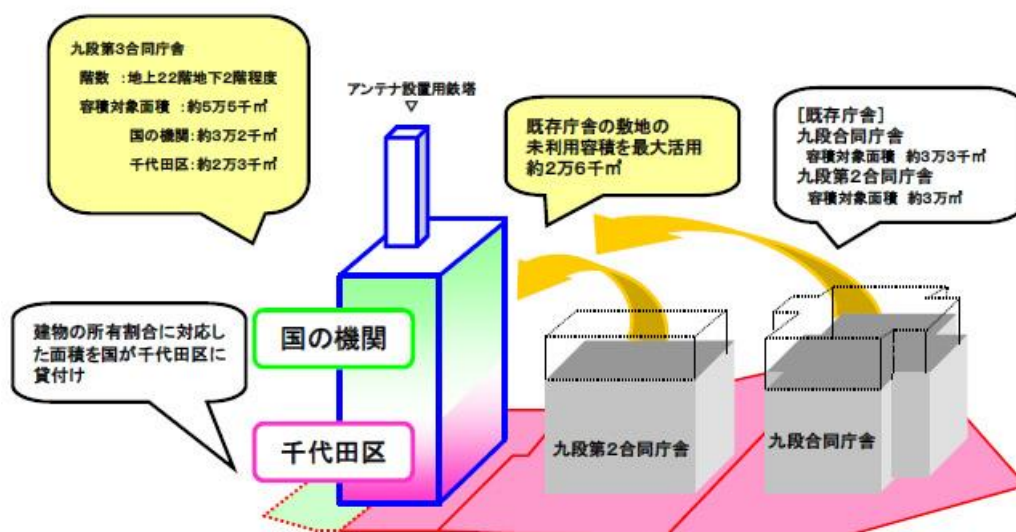 九段第3合同庁舎
階数 :地上22階地下2階程度
容積対象面積 :約5万5千㎡
国の機関:約3万2千㎡
千代田区:約2万3千㎡
アンテナ設置用鉄塔
▽
既存庁舎の敷地の
未利用容積を最大活用
約2万6千㎡
[既存庁舎]
九段合同庁舎
容積対象面積 約3万3千㎡
九段第2合同庁舎
容積対象面積 約3万㎡
建物の所有割合に対応し
た面積を国が千代田区に
貸付け
国の機関
千代田区
九段第2合同庁舎
九段合同庁舎